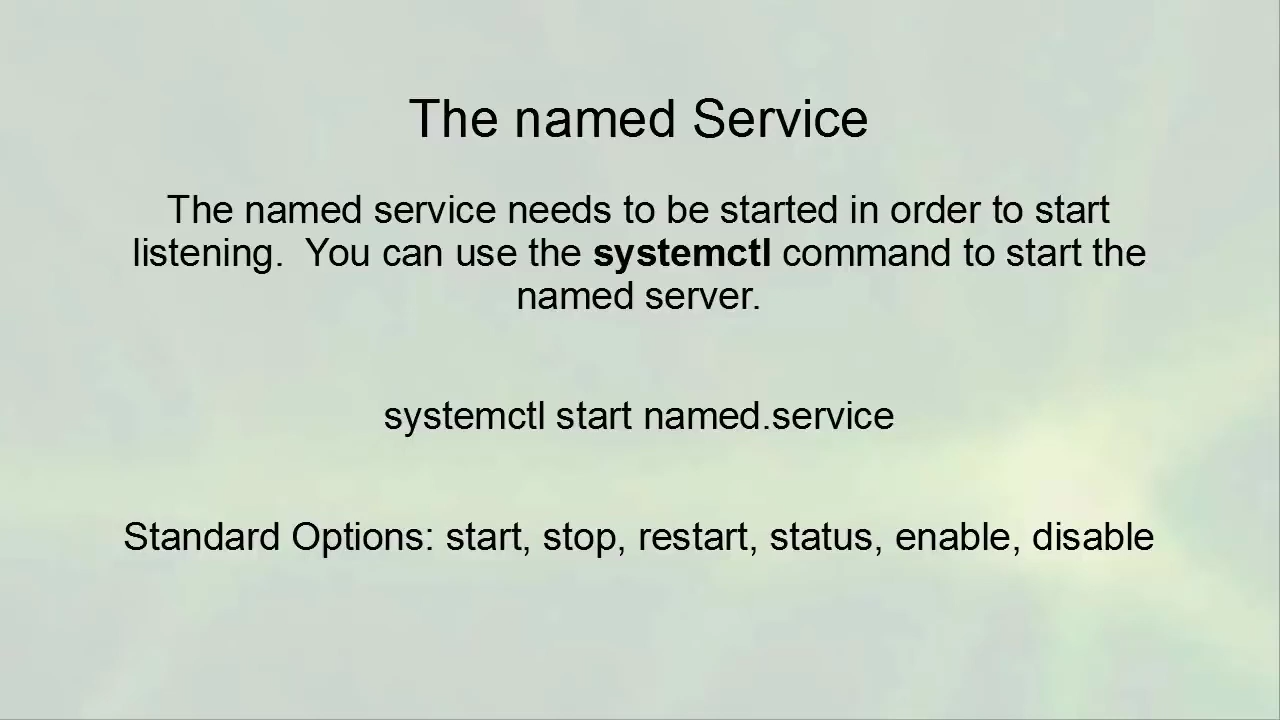 The named Service
The named service needs to be started in order to start
listening.  You can use the systemctl command to start the
named server.
systemctl start named.service
Standard Options: start, stop, restart, status, enable, disable